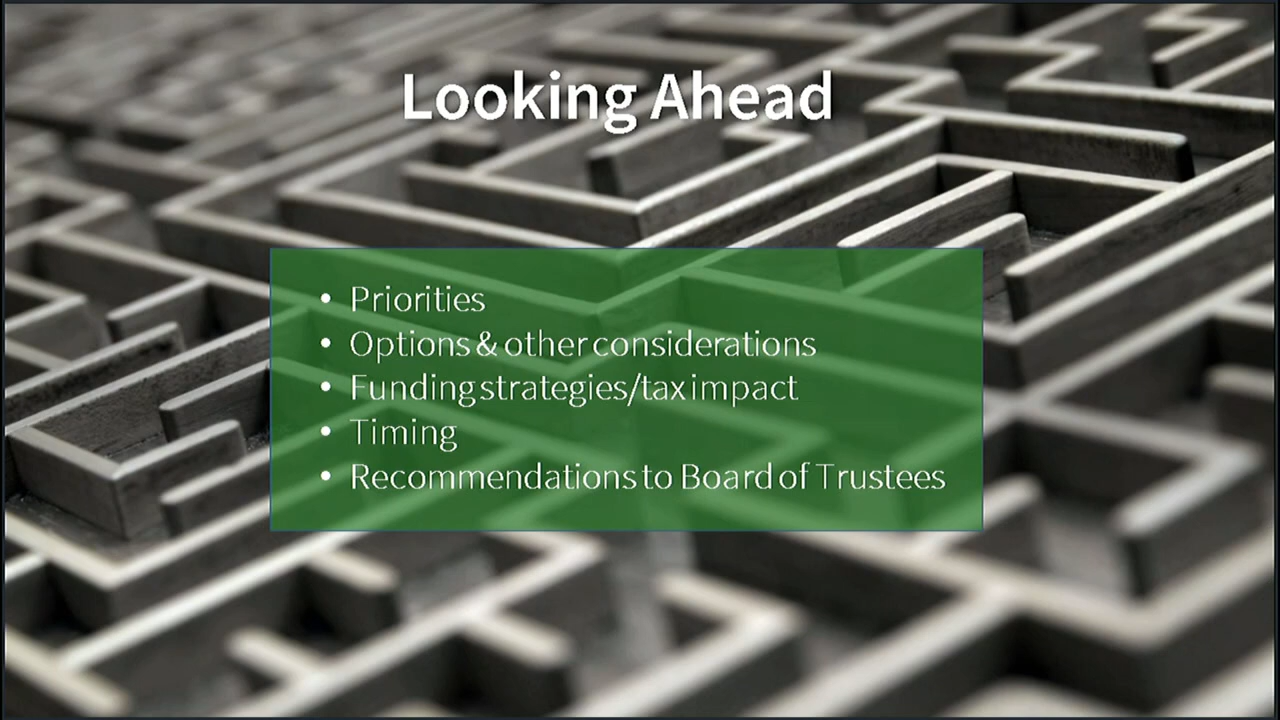 Looking Ahead
• Priorities
• Options & other considerations
• Funding strategies/tax impact
• Timing
• Recommendations to Board of Trustees